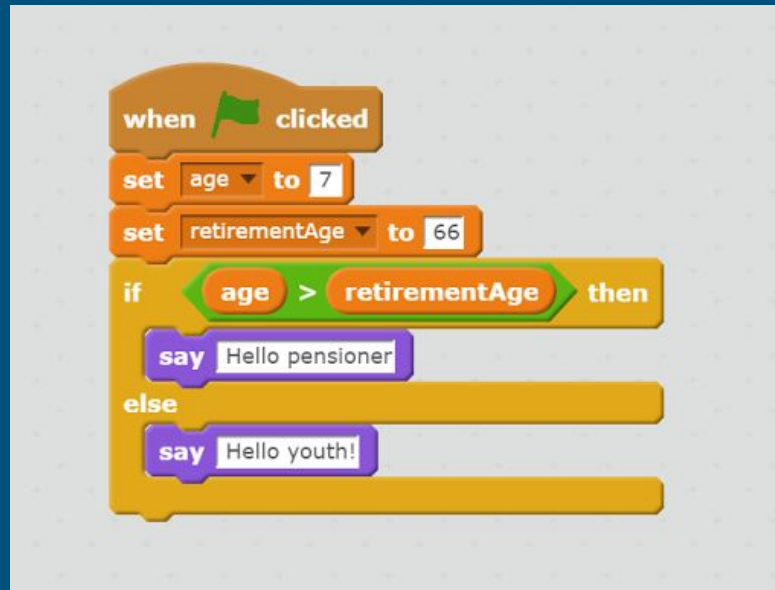 when clicked
set age to 7
set retirementAge to 66
if age > retirementAge then
say Hello pensioner
else
say Hello youth!